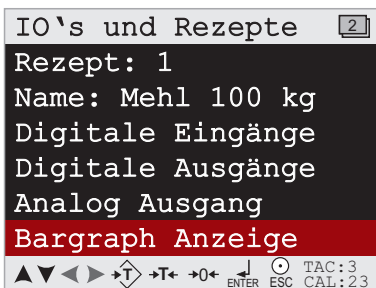 IO‘s und Rezepte 2
Rezept: 1
Name: Mehl 100 kg
Digitale Eingänge
Digitale Ausgänge
Analog Ausgang
Bargraph Anzeige
T T 0 ENTER ESC TAC:3
CAL:23